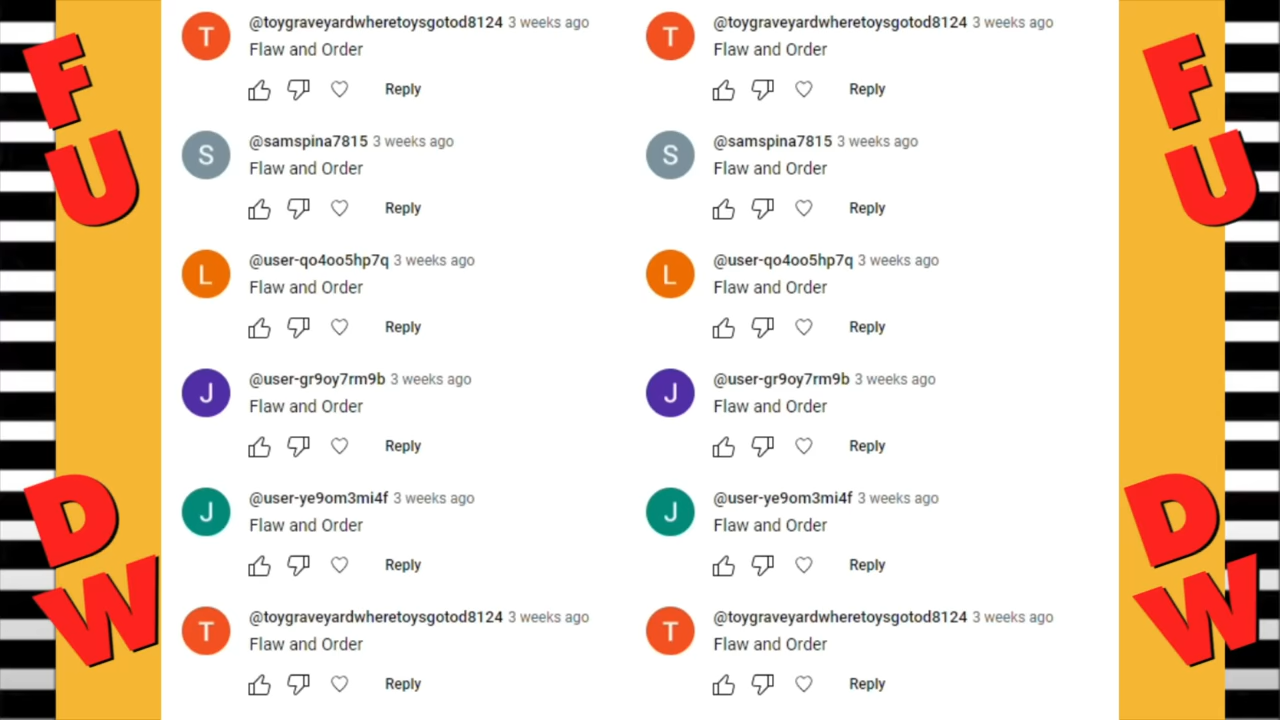 F
U
D
W
T
@toygraveyardwheretoysgotod8124 3 weeks ago
Flaw and Order
Reply
S
@samspina7815 3 weeks ago
Flaw and Order
Reply
L
@user-qo4oo5hp7q 3 weeks ago
Flaw and Order
Reply
J
@user-gr9oy7rm9b 3 weeks ago
Flaw and Order
Reply
J
@user-ye9om3mi4f 3 weeks ago
Flaw and Order
Reply
T
@toygraveyardwheretoysgotod8124 3 weeks ago
Flaw and Order
Reply
T
@toygraveyardwheretoysgotod8124 3 weeks ago
Flaw and Order
Reply
S
@samspina7815 3 weeks ago
Flaw and Order
Reply
L
@user-qo4oo5hp7q 3 weeks ago
Flaw and Order
Reply
J
@user-gr9oy7rm9b 3 weeks ago
Flaw and Order
Reply
J
@user-ye9om3mi4f 3 weeks ago
Flaw and Order
Reply
T
@toygraveyardwheretoysgotod8124 3 weeks ago
Flaw and Order
Reply
F
U
D
W